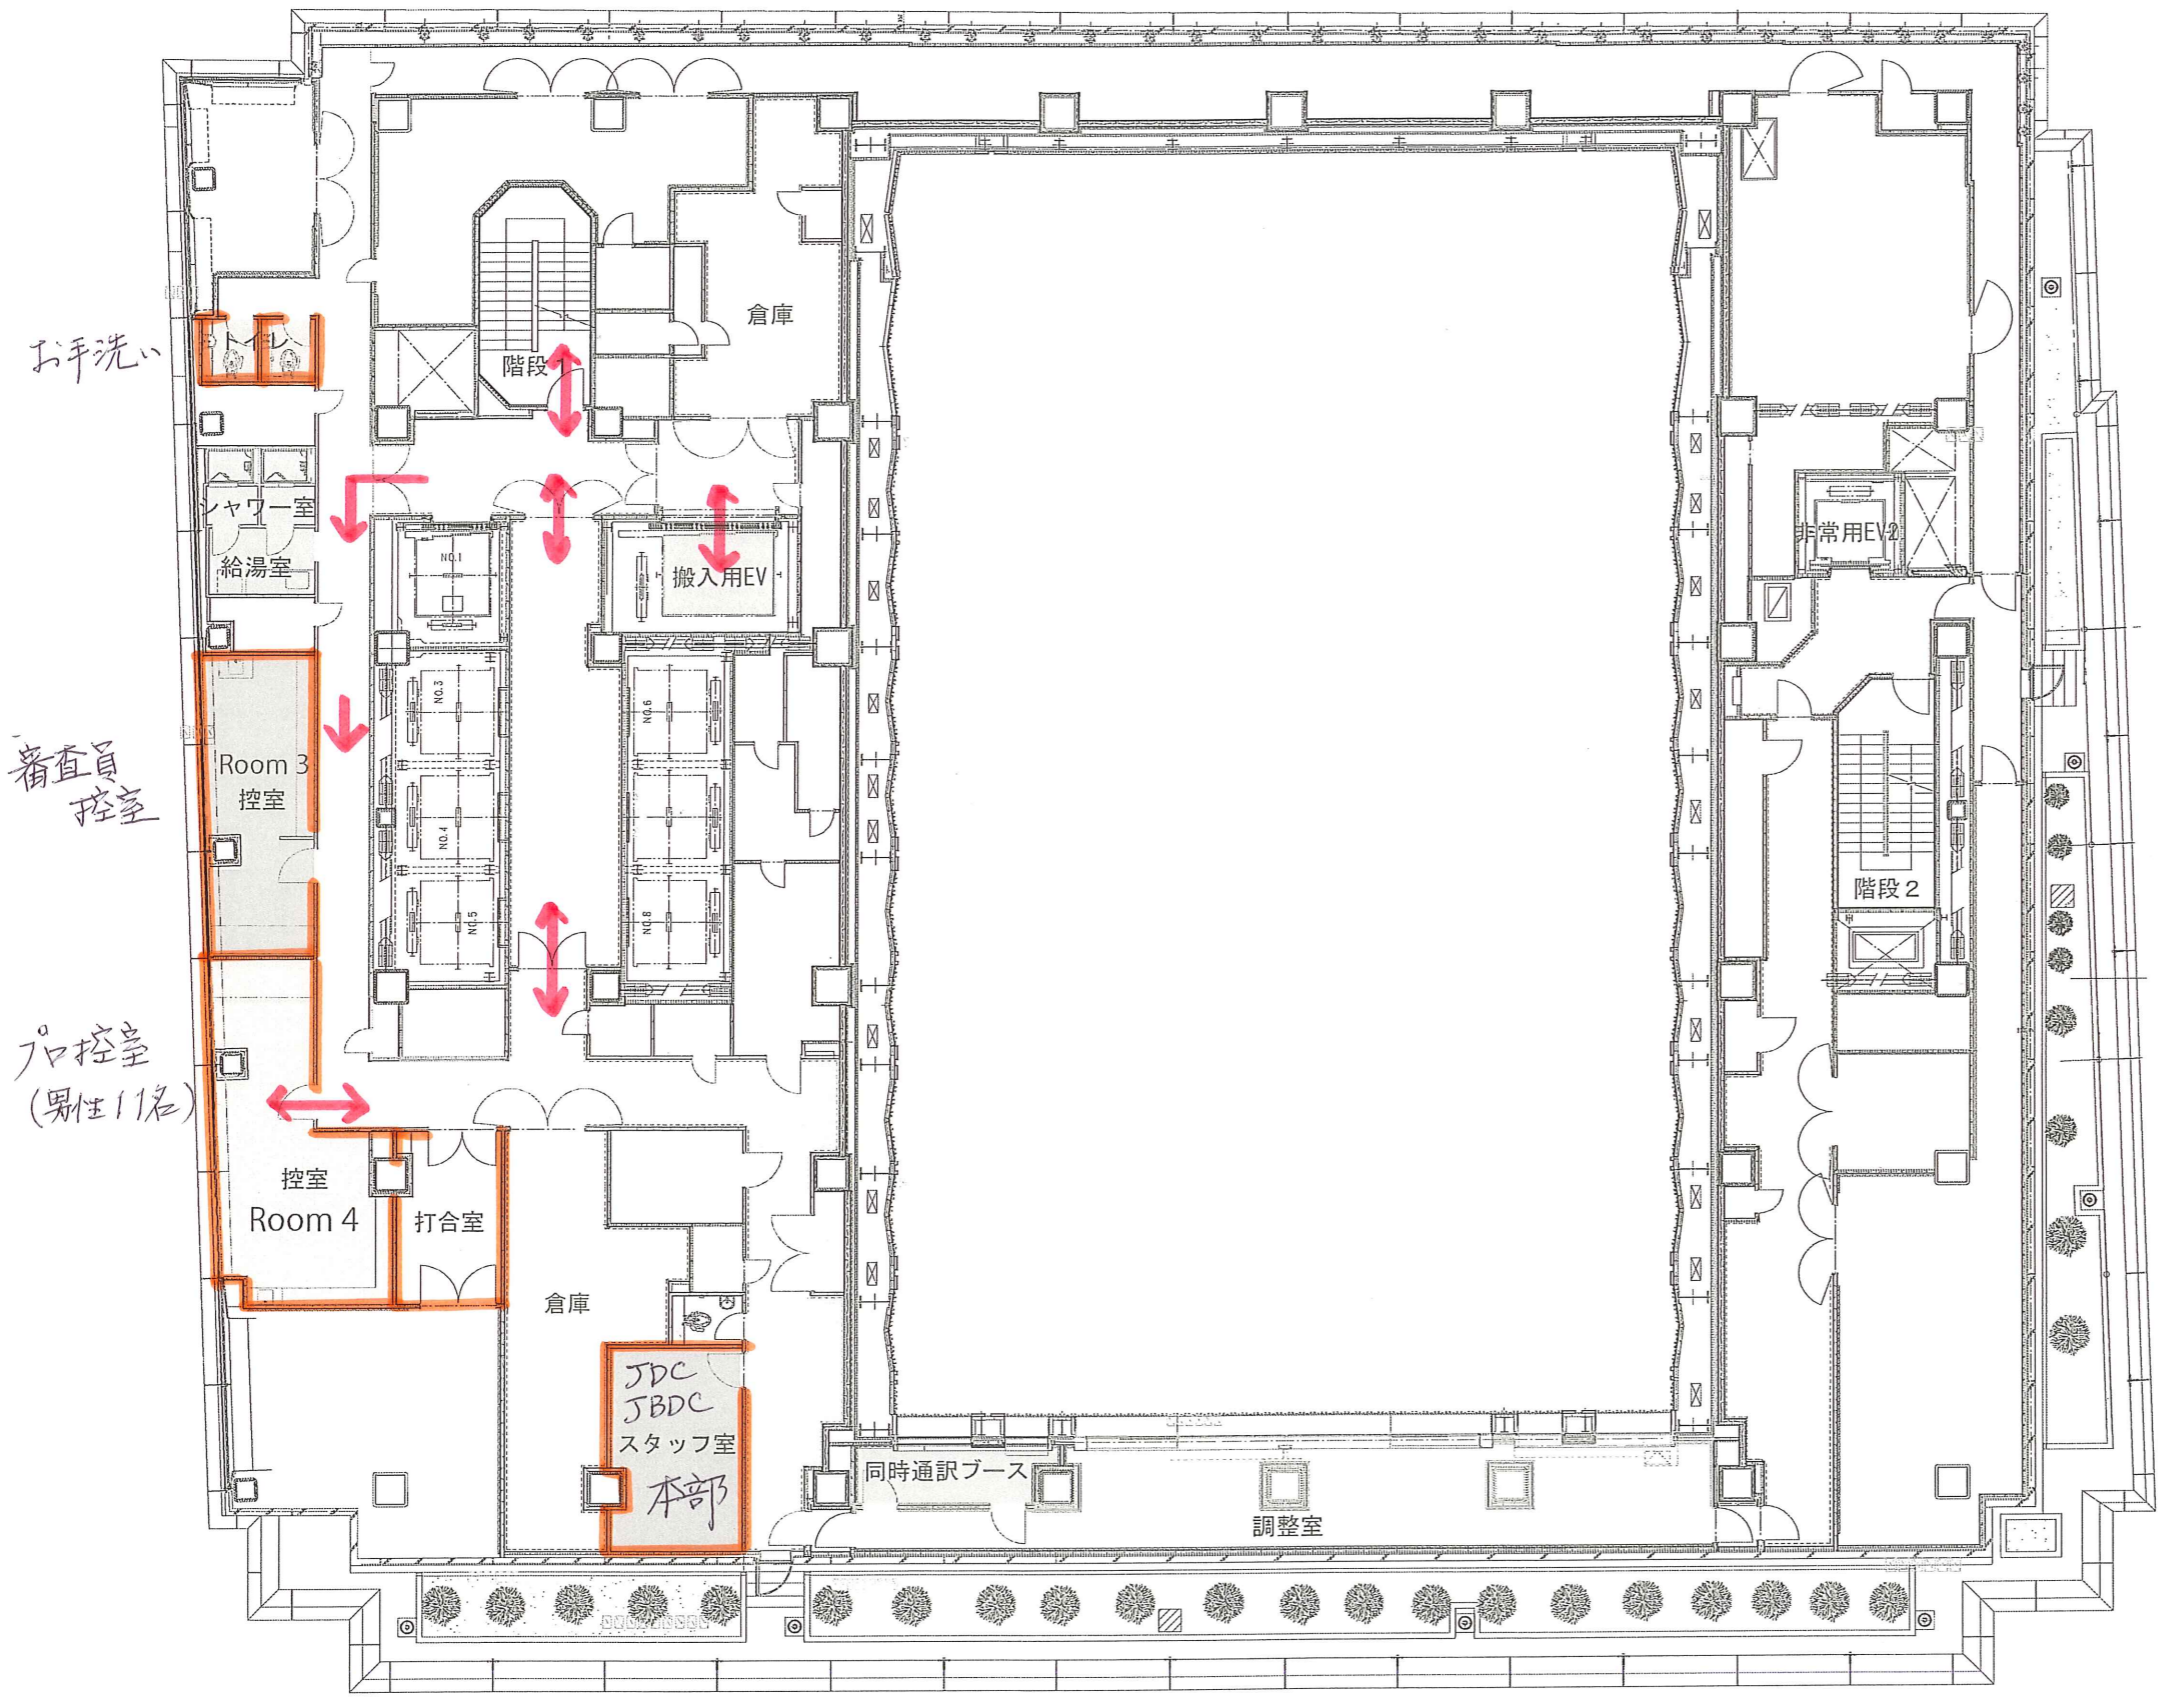 倉庫
お手洗い
トイレ
階段 1
シャワー室
給湯室
NO.1
搬入用EV
非常用EV2
NO.3
NO.6
審査員
控室
Room 3
控室
NO.4
NO.5
NO.8
階段2
プロ控室
(男性11名)
控室
Room 4
打合室
倉庫
JDC
JBDC
スタッフ室
本部
同時通訳ブース
調整室